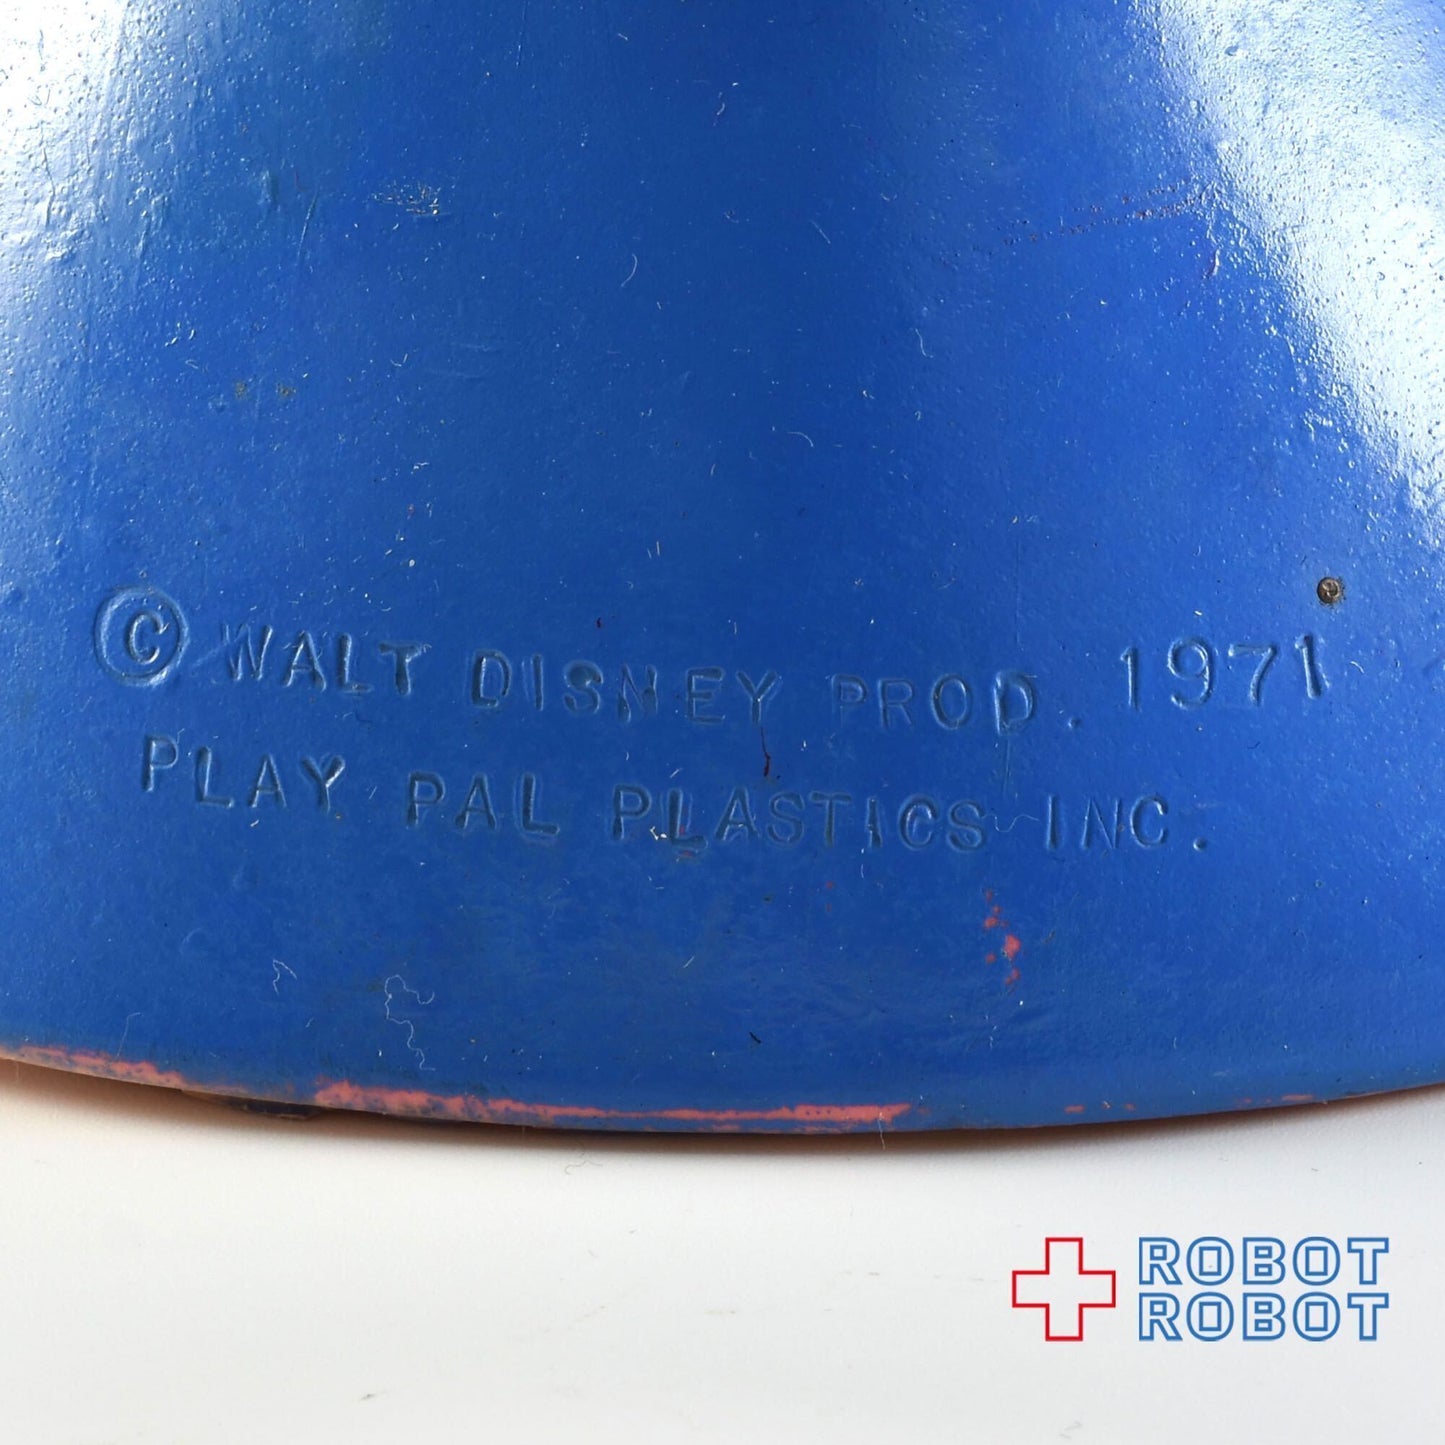 © WALT DISNEY PROD. 1971
PLAY PAL PLASTICS INC.
ROBOT
ROBOT